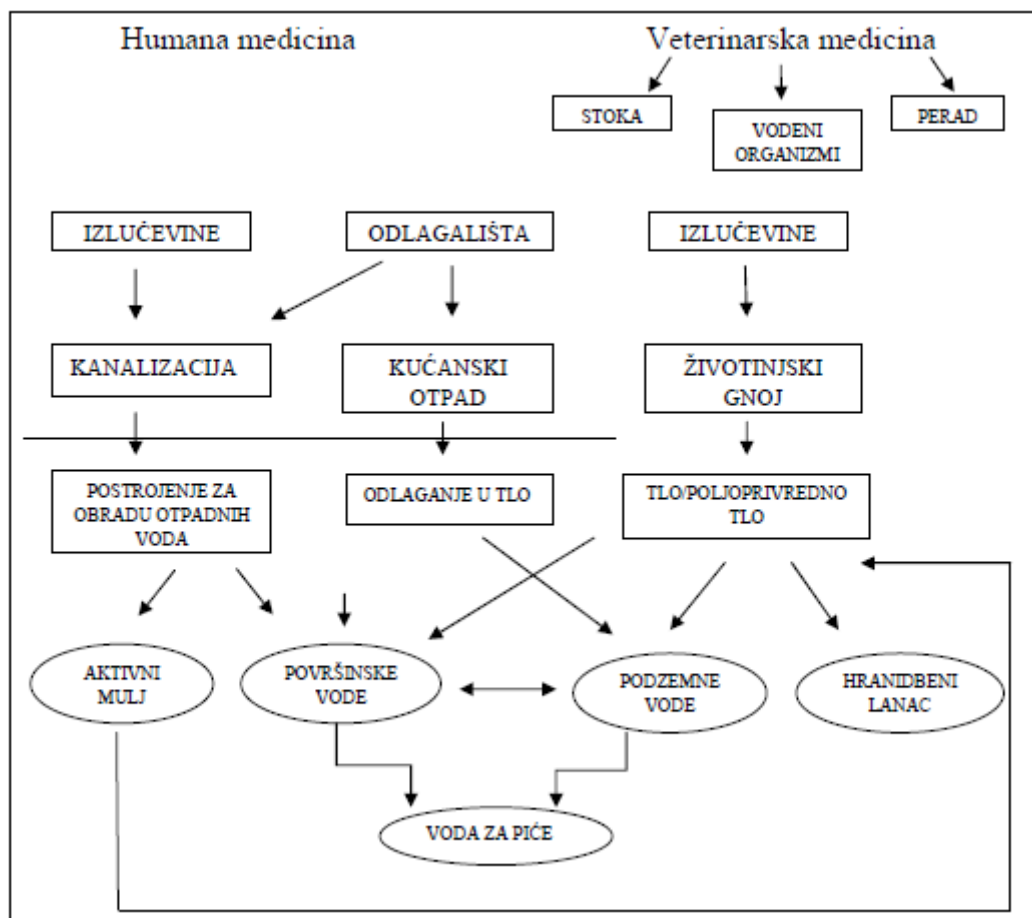 Humana medicina
Veterinarska medicina
STOKA
VODENI
ORGANIZMI
PERAD
IZLUČEVINE
ODLAGALIŠTA
IZLUČEVINE
KANALIZACIJA
KUĆANSKI
OTPAD
ŽIVOTINJSKI
GNOJ
POSTROJENJE ZA
OBRADU OTPADNIH
VODA
ODLAGANJE U TLO
TLO/POLJOPRIVREDNO
TLO
AKTIVNI
MULJ
POVRŠINSKE
VODE
PODZEMNE
VODE
HRANIDBENI
LANAC
VODA ZA PIĆE